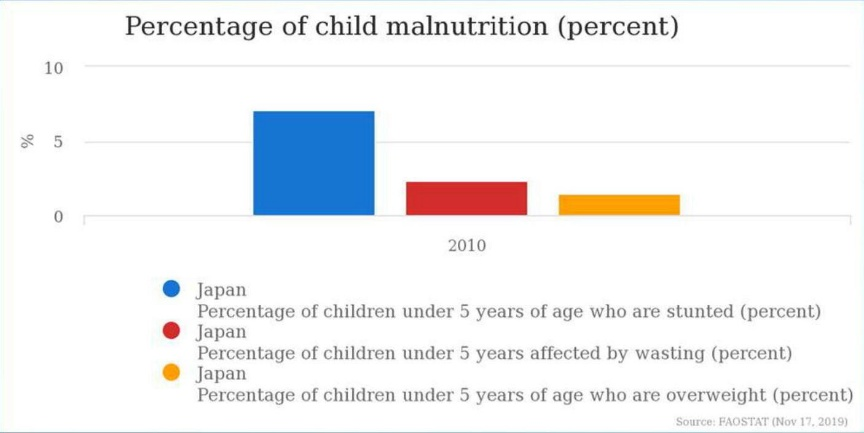 Percentage of child malnutrition (percent)
10
%
5
0
2010
Japan
Percentage of children under 5 years of age who are stunted (percent)
Japan
Percentage of children under 5 years affected by wasting (percent)
Japan
Percentage of children under 5 years of age who are overweight (percent)
Source: FAOSTAT (Nov 17, 2019)